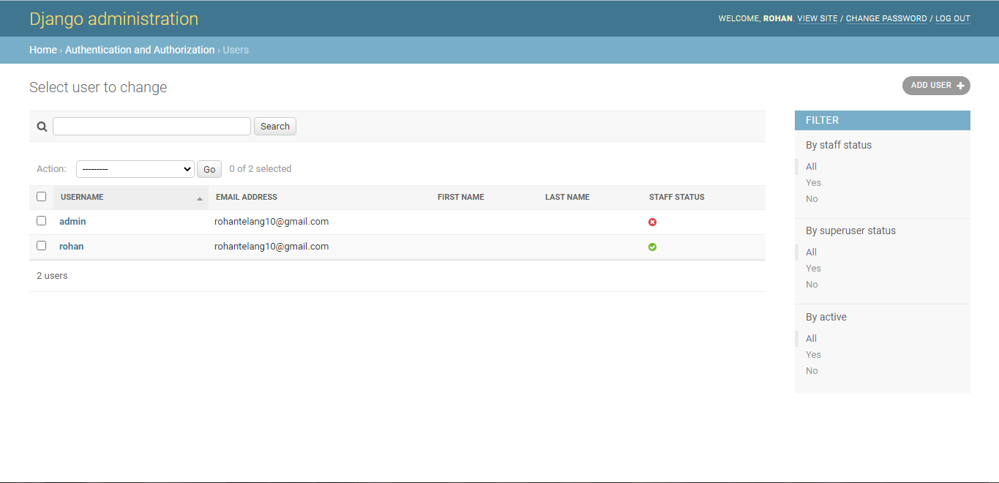 Django administration
WELCOME, ROHAN. VIEW SITE / CHANGE PASSWORD / LOG OUT
Home › Authentication and Authorization › Users
Select user to change
ADD USER +
Search
Action: --------- Go 0 of 2 selected
USERNAME EMAIL ADDRESS FIRST NAME LAST NAME STAFF STATUS
admin rohantelang10@gmail.com
rohan rohantelang10@gmail.com
2 users
FILTER
By staff status
All
Yes
No
By superuser status
All
Yes
No
By active
All
Yes
No